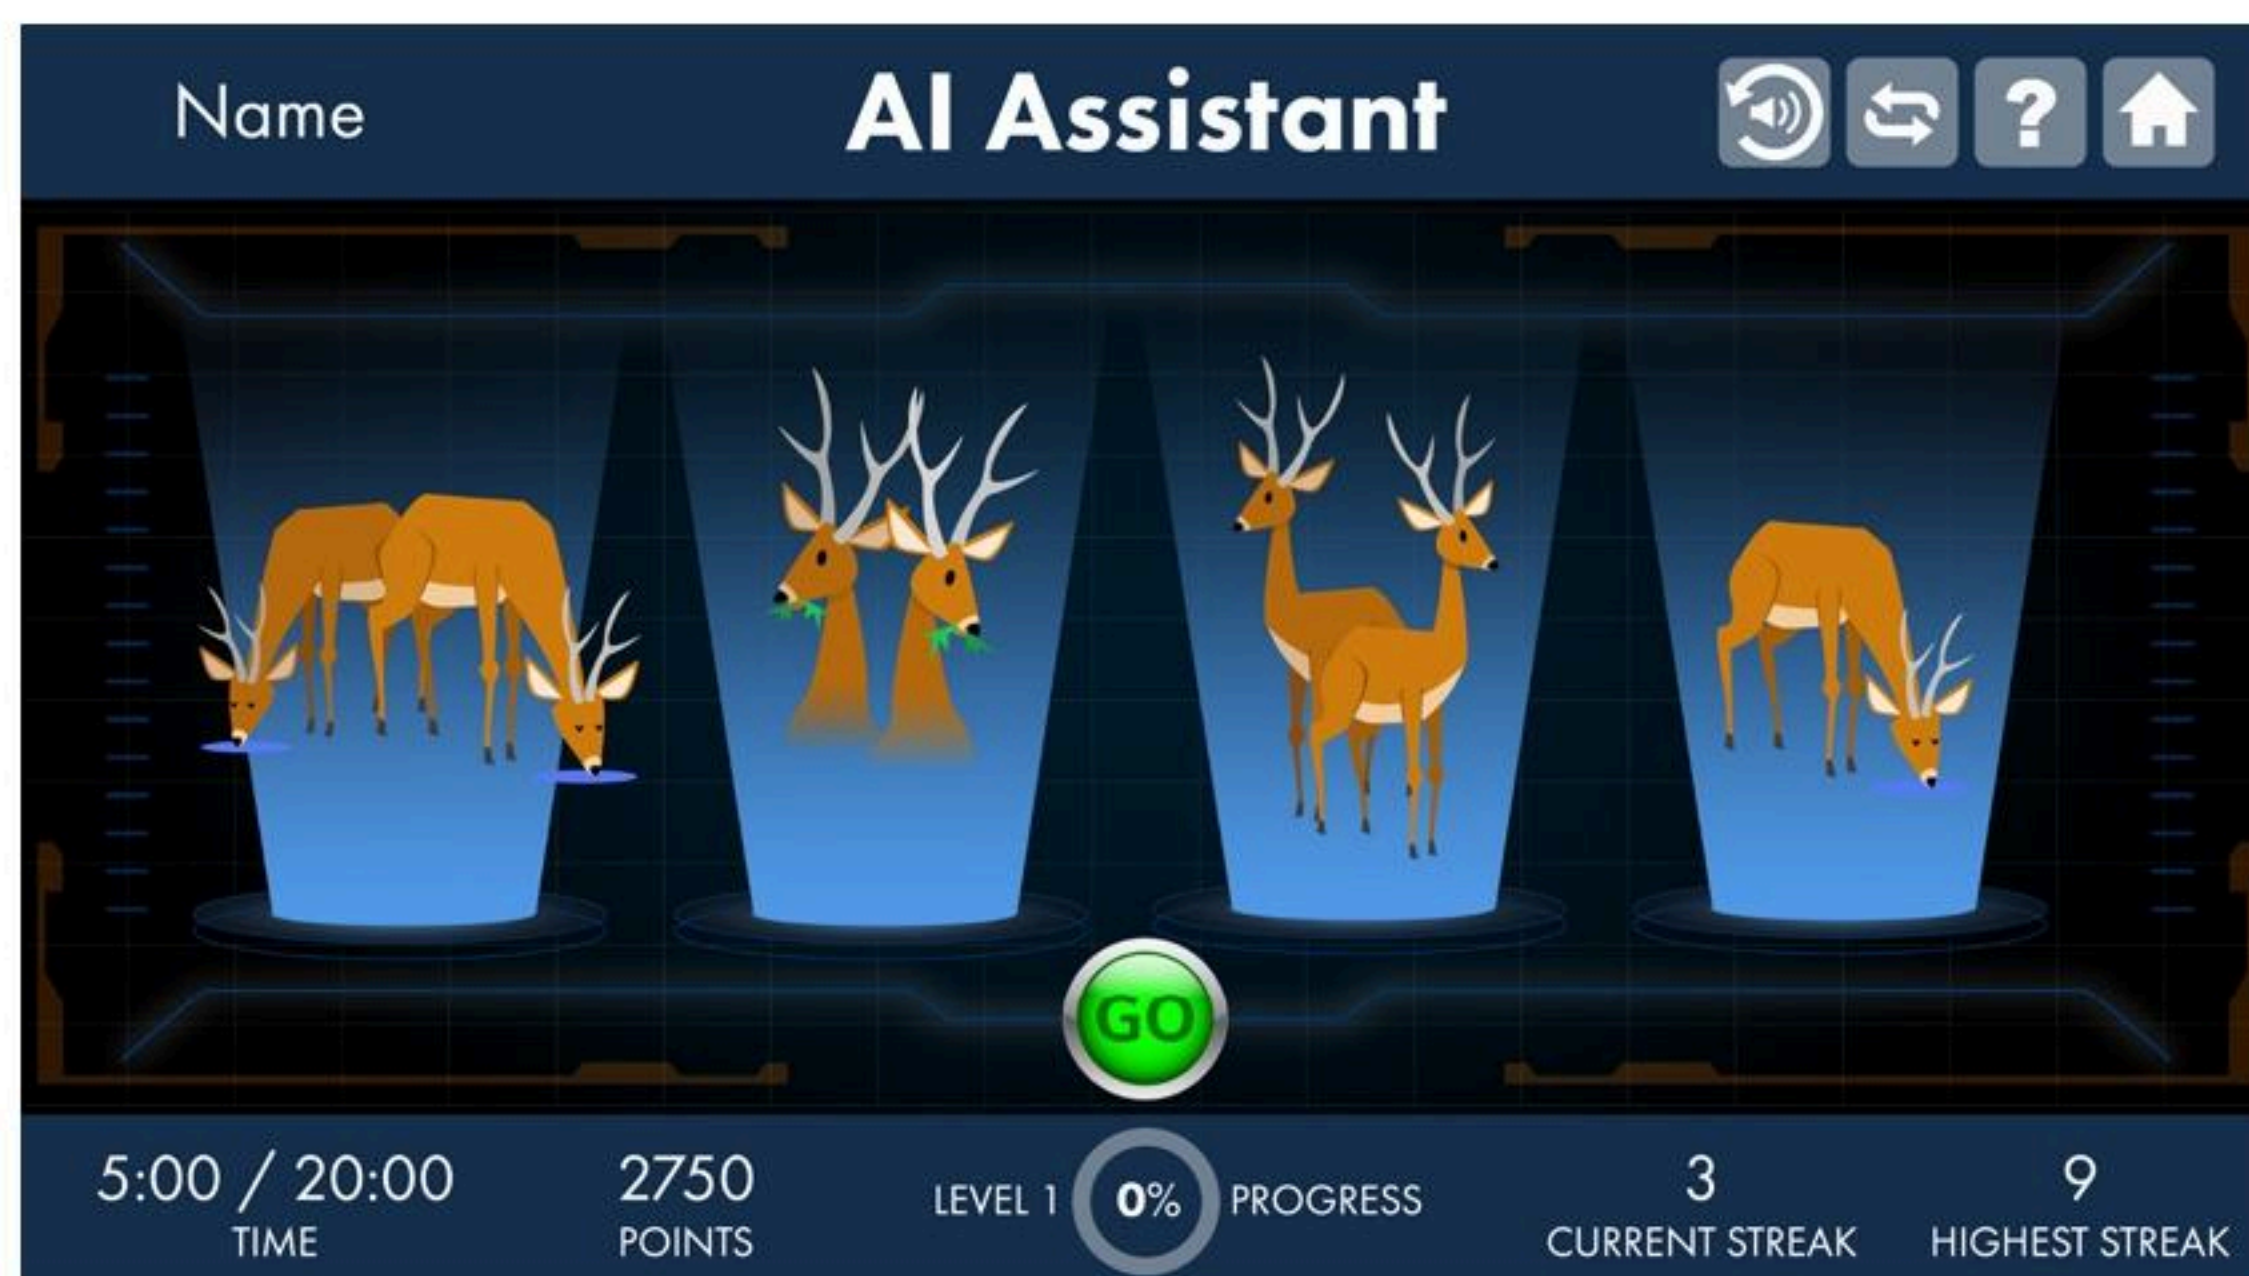 Name
AI Assistant
?
GO
5:00 / 20:00
TIME
2750
POINTS
LEVEL 1
0%
PROGRESS
3
CURRENT STREAK
9
HIGHEST STREAK